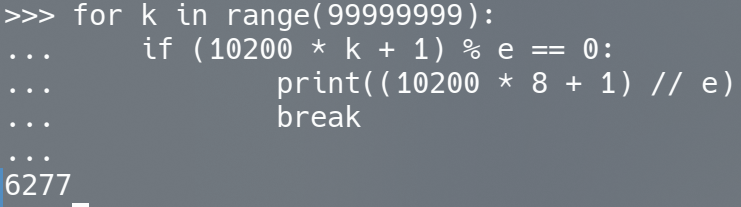 >>> for k in range(99999999):
...     if (10200 * k + 1) % e == 0:
...             print((10200 * 8 + 1) // e)
...             break
...
6277